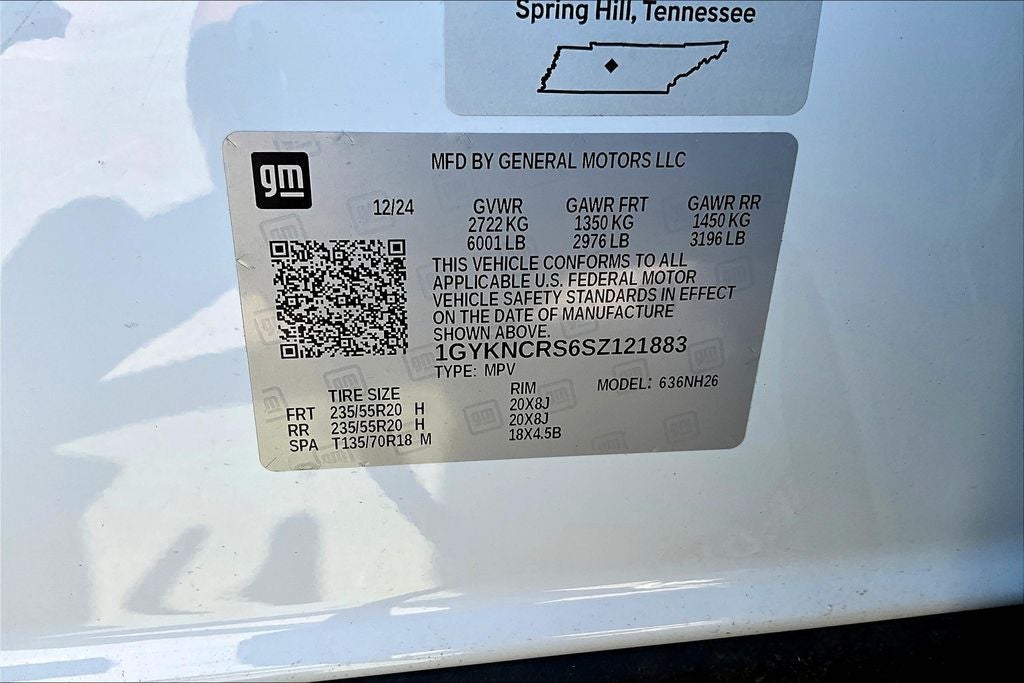 Spring Hill, Tennessee
gm
MFD BY GENERAL MOTORS LLC
12/24
GVWR GAWR FRT GAWR RR
2722 KG 1350 KG 1450 KG
6001 LB 2976 LB 3196 LB
THIS VEHICLE CONFORMS TO ALL
APPLICABLE U.S. FEDERAL MOTOR
VEHICLE SAFETY STANDARDS IN EFFECT
ON THE DATE OF MANUFACTURE
SHOWN ABOVE.
1GYKNCRS6SZ121883
TYPE: MPV
TIRE SIZE RIM MODEL: 636NH26
FRT 235/55R20 H 20X8J
RR 235/55R20 H 20X8J
SPA T135/70R18 M 18X4.5B